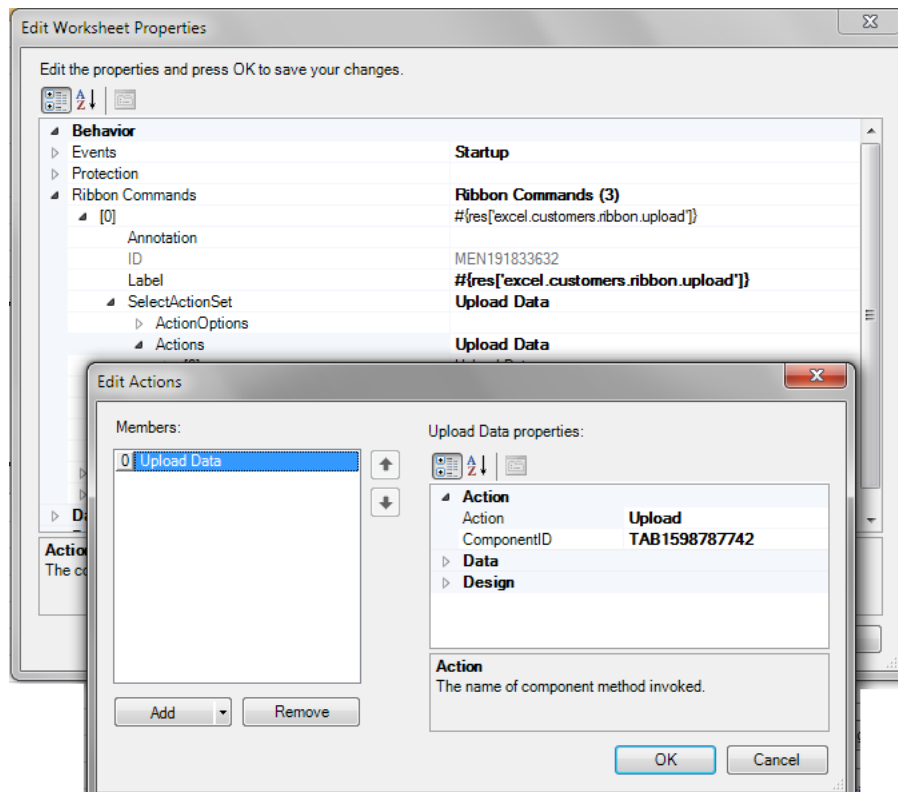 Edit Worksheet Properties
Edit the properties and press OK to save your changes.
Behavior
Events Startup
Protection
Ribbon Commands Ribbon Commands (3)
[0] #{res['excel.customers.ribbon.upload']}
Annotation
ID MEN191833632
Label #{res['excel.customers.ribbon.upload']}
SelectActionSet Upload Data
ActionOptions
Actions Upload Data
Edit Actions
Members:
0 Upload Data
Add
Remove
Upload Data properties:
Action
Action Upload
ComponentID TAB1598787742
Data
Design
Action
The name of component method invoked.
OK
Cancel